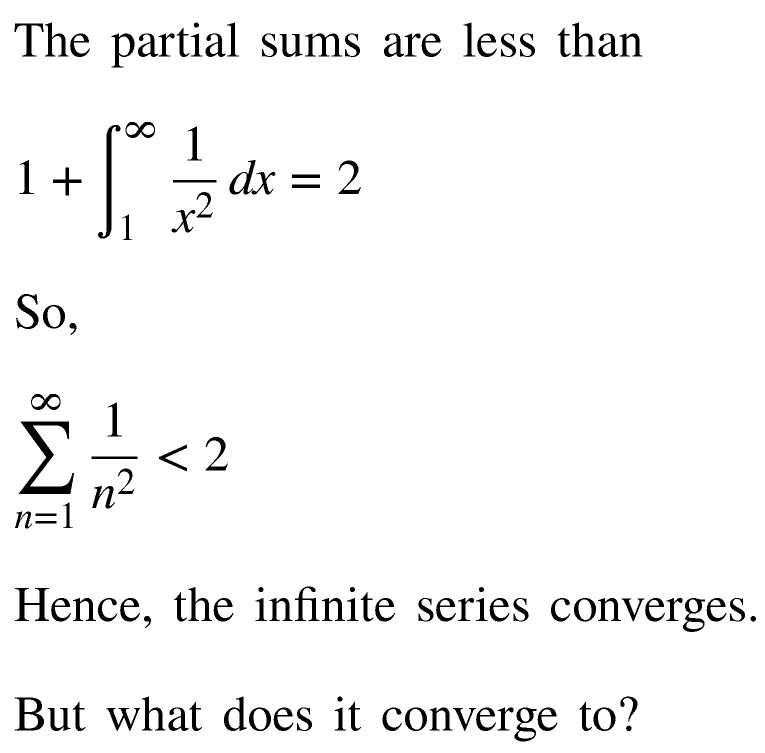 The partial sums are less than
1 + ∫₁^∞ 1/x² dx = 2
So,
∑_{n=1}^∞ 1/n² < 2
Hence, the infinite series converges.
But what does it converge to?